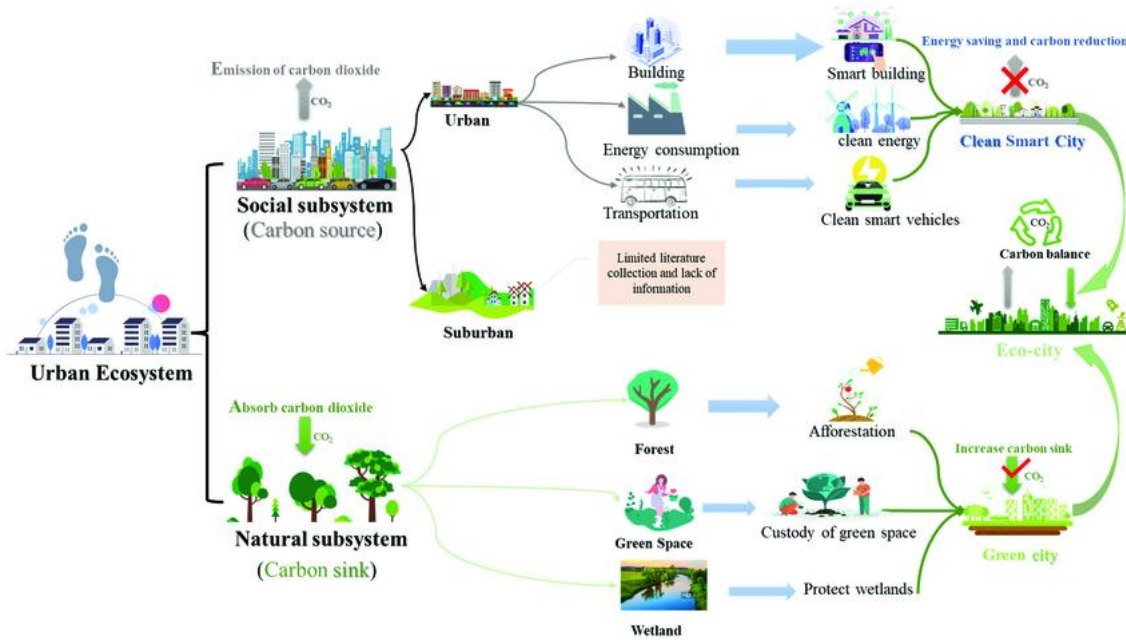 Urban Ecosystem
Emission of carbon dioxide
CO₂
Social subsystem
(Carbon source)
Urban
Suburban
Building
Energy consumption
Transportation
Limited literature
collection and lack of
information
Smart building
clean energy
Clean smart vehicles
Energy saving and carbon reduction
CO₂
Clean Smart City
CO₂
Carbon balance
Eco-city
Absorb carbon dioxide
CO₂
Natural subsystem
(Carbon sink)
Forest
Green Space
Wetland
Afforestation
Custody of green space
Protect wetlands
Increase carbon sink
CO₂
Green city